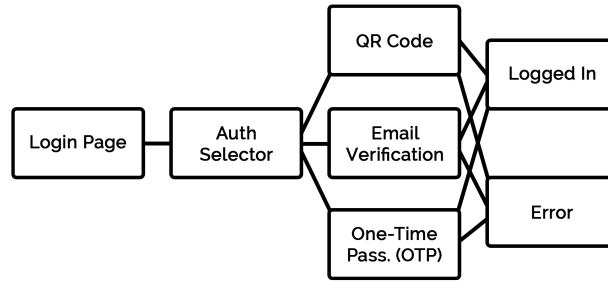 QR Code
Logged In
Login Page
Auth
Selector
Email
Verification
One-Time
Pass. (OTP)
Error